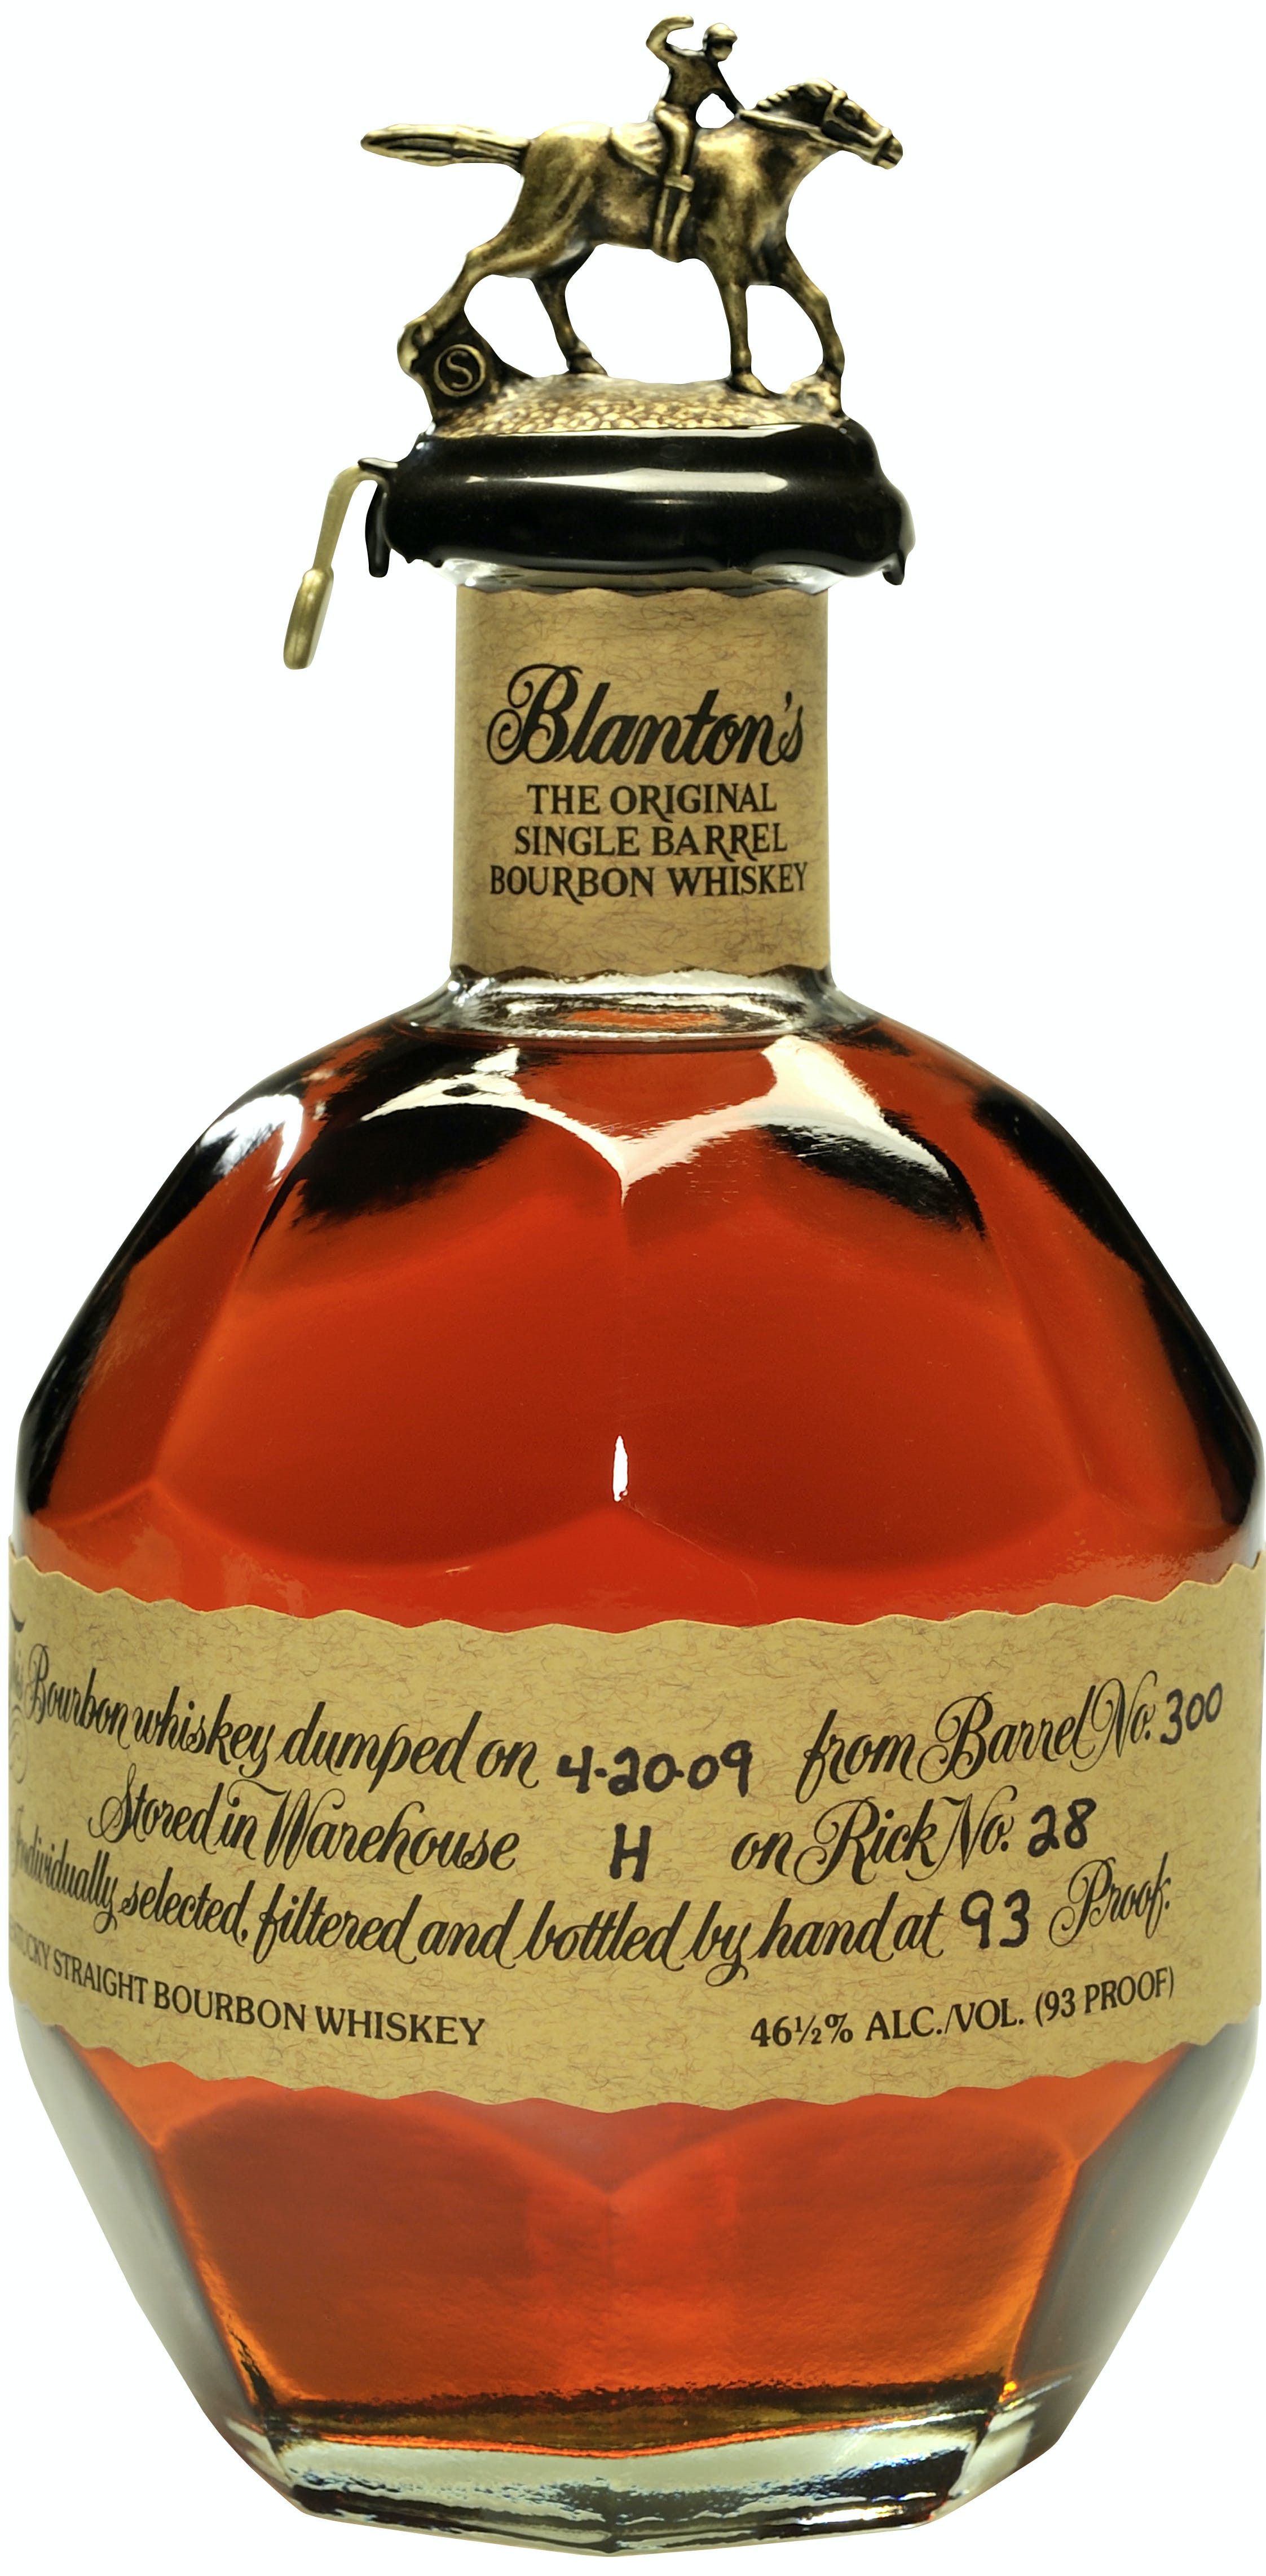 S
Blanton's
THE ORIGINAL
SINGLE BARREL
BOURBON WHISKEY
This Bourbon whiskey dumped on 4-20-09 from Barrel No. 300
Stored in Warehouse H on Rick No. 28
Individually selected, filtered and bottled by hand at 93 Proof.
STRAIGHT BOURBON WHISKEY 46½% ALC./VOL. (93 PROOF)